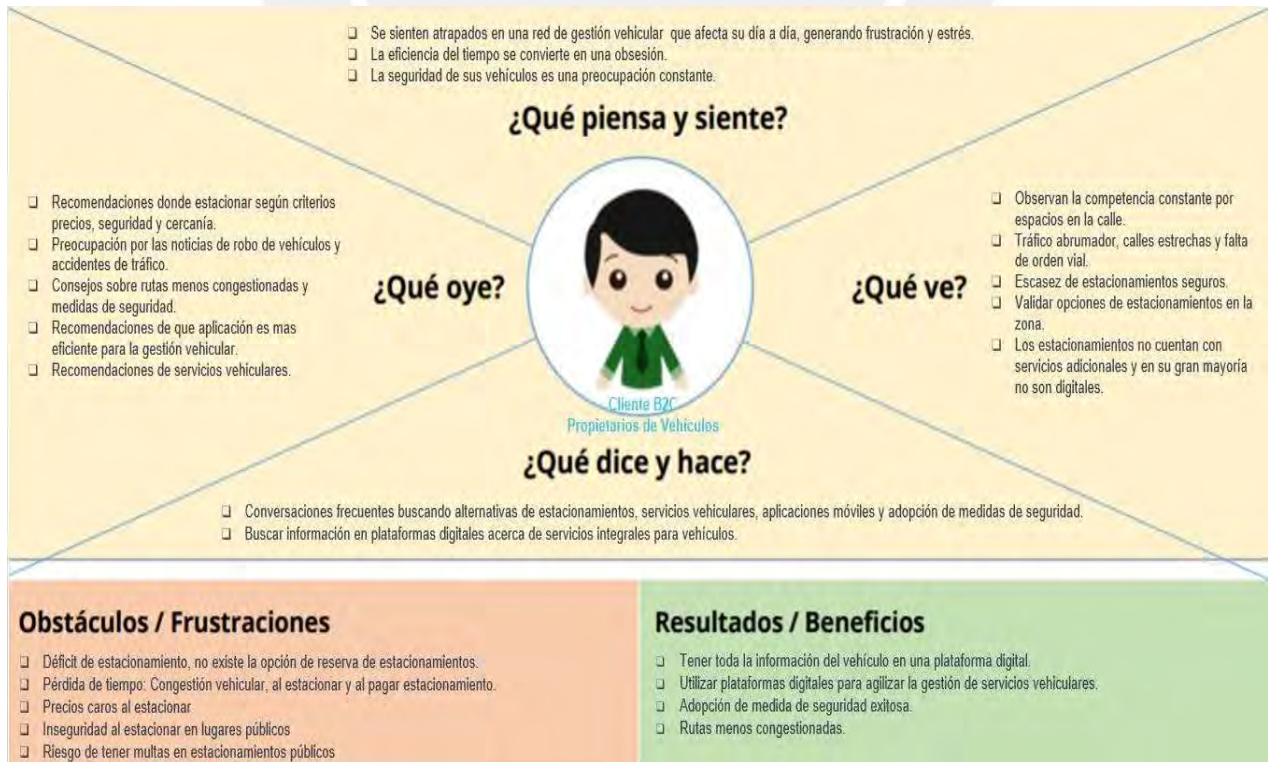 ❑ Se sienten atrapados en una red de gestión vehicular que afecta su día a día, generando frustración y estrés.
❑ La eficiencia del tiempo se convierte en una obsesión.
❑ La seguridad de sus vehículos es una preocupación constante.
¿Qué piensa y siente?
❑ Recomendaciones donde estacionar según criterios
precios, seguridad y cercanía.
❑ Preocupación por las noticias de robo de vehículos y
accidentes de tráfico.
❑ Consejos sobre rutas menos congestionadas y
medidas de seguridad.
❑ Recomendaciones de que aplicación es mas
eficiente para la gestión vehicular.
❑ Recomendaciones de servicios vehiculares.
¿Qué oye?
¿Qué ve?
❑ Observan la competencia constante por
espacios en la calle.
❑ Tráfico abrumador, calles estrechas y falta
de orden vial.
❑ Escasez de estacionamientos seguros.
❑ Validar opciones de estacionamientos en la
zona.
❑ Los estacionamientos no cuentan con
servicios adicionales y en su gran mayoría
no son digitales.
Cliente B2C
Propietarios de Vehículos
¿Qué dice y hace?
❑ Conversaciones frecuentes buscando alternativas de estacionamientos, servicios vehiculares, aplicaciones móviles y adopción de medidas de seguridad.
❑ Buscar información en plataformas digitales acerca de servicios integrales para vehículos.
Obstáculos / Frustraciones
❑ Déficit de estacionamiento, no existe la opción de reserva de estacionamientos.
❑ Pérdida de tiempo: Congestión vehicular, al estacionar y al pagar estacionamiento.
❑ Precios caros al estacionar
❑ Inseguridad al estacionar en lugares públicos
❑ Riesgo de tener multas en estacionamientos públicos
Resultados / Beneficios
❑ Tener toda la información del vehículo en una plataforma digital.
❑ Utilizar plataformas digitales para agilizar la gestión de servicios vehiculares.
❑ Adopción de medida de seguridad exitosa.
❑ Rutas menos congestionadas.